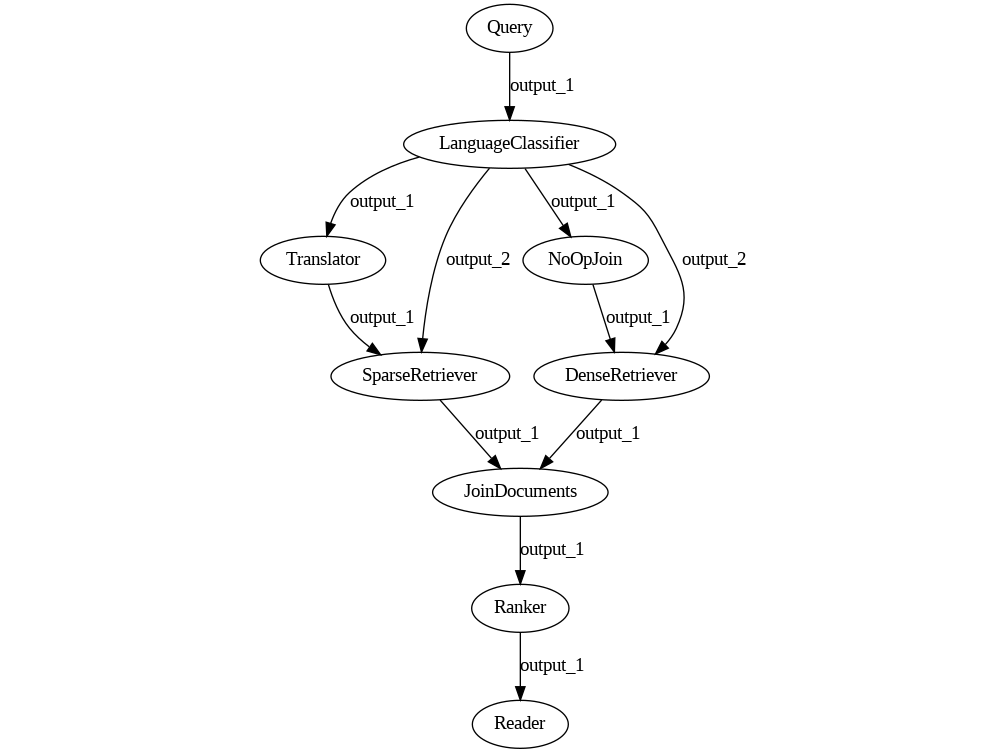 Query
output_1
LanguageClassifier
output_1
output_1
Translator
output_2
NoOpJoin
output_2
output_1
output_1
SparseRetriever
DenseRetriever
output_1
output_1
JoinDocuments
output_1
Ranker
output_1
Reader